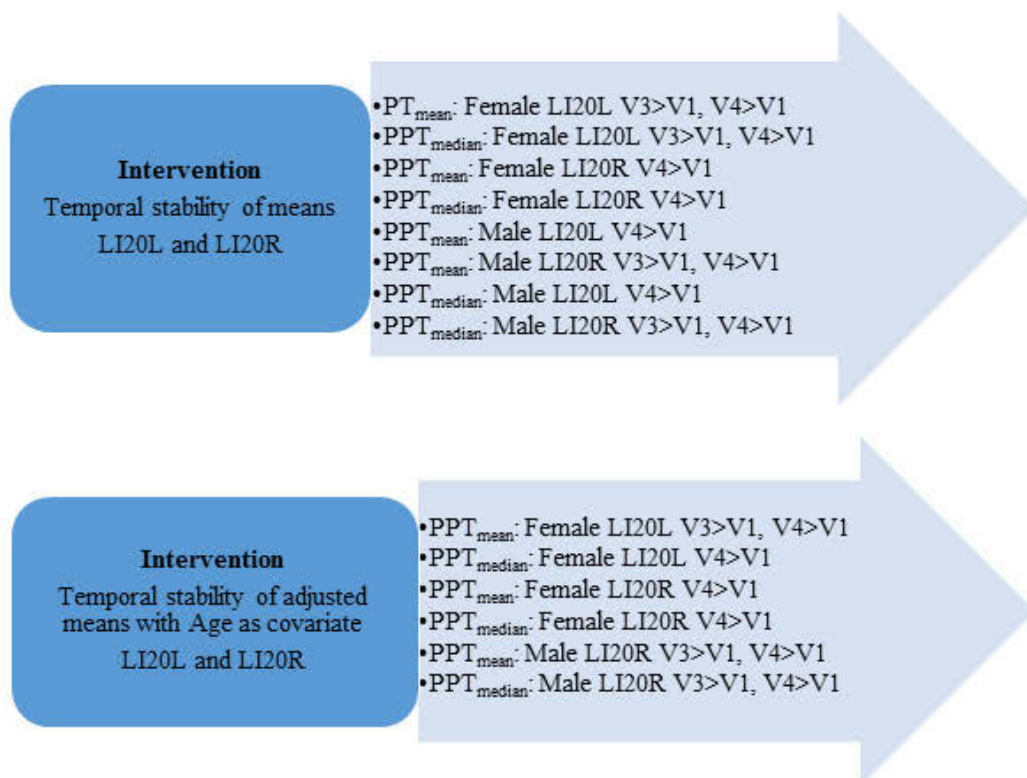 Intervention
Temporal stability of means
LI20L and LI20R
•PTmean: Female LI20L V3>V1, V4>V1
•PPTmedian: Female LI20L V3>V1, V4>V1
•PPTmean: Female LI20R V4>V1
•PPTmedian: Female LI20R V4>V1
•PPTmean: Male LI20L V4>V1
•PPTmean: Male LI20R V3>V1, V4>V1
•PPTmedian: Male LI20L V4>V1
•PPTmedian: Male LI20R V3>V1, V4>V1
Intervention
Temporal stability of adjusted
means with Age as covariate
LI20L and LI20R
•PPTmean: Female LI20L V3>V1, V4>V1
•PPTmedian: Female LI20L V4>V1
•PPTmean: Female LI20R V4>V1
•PPTmedian: Female LI20R V4>V1
•PPTmean: Male LI20R V3>V1, V4>V1
•PPTmedian: Male LI20R V3>V1, V4>V1